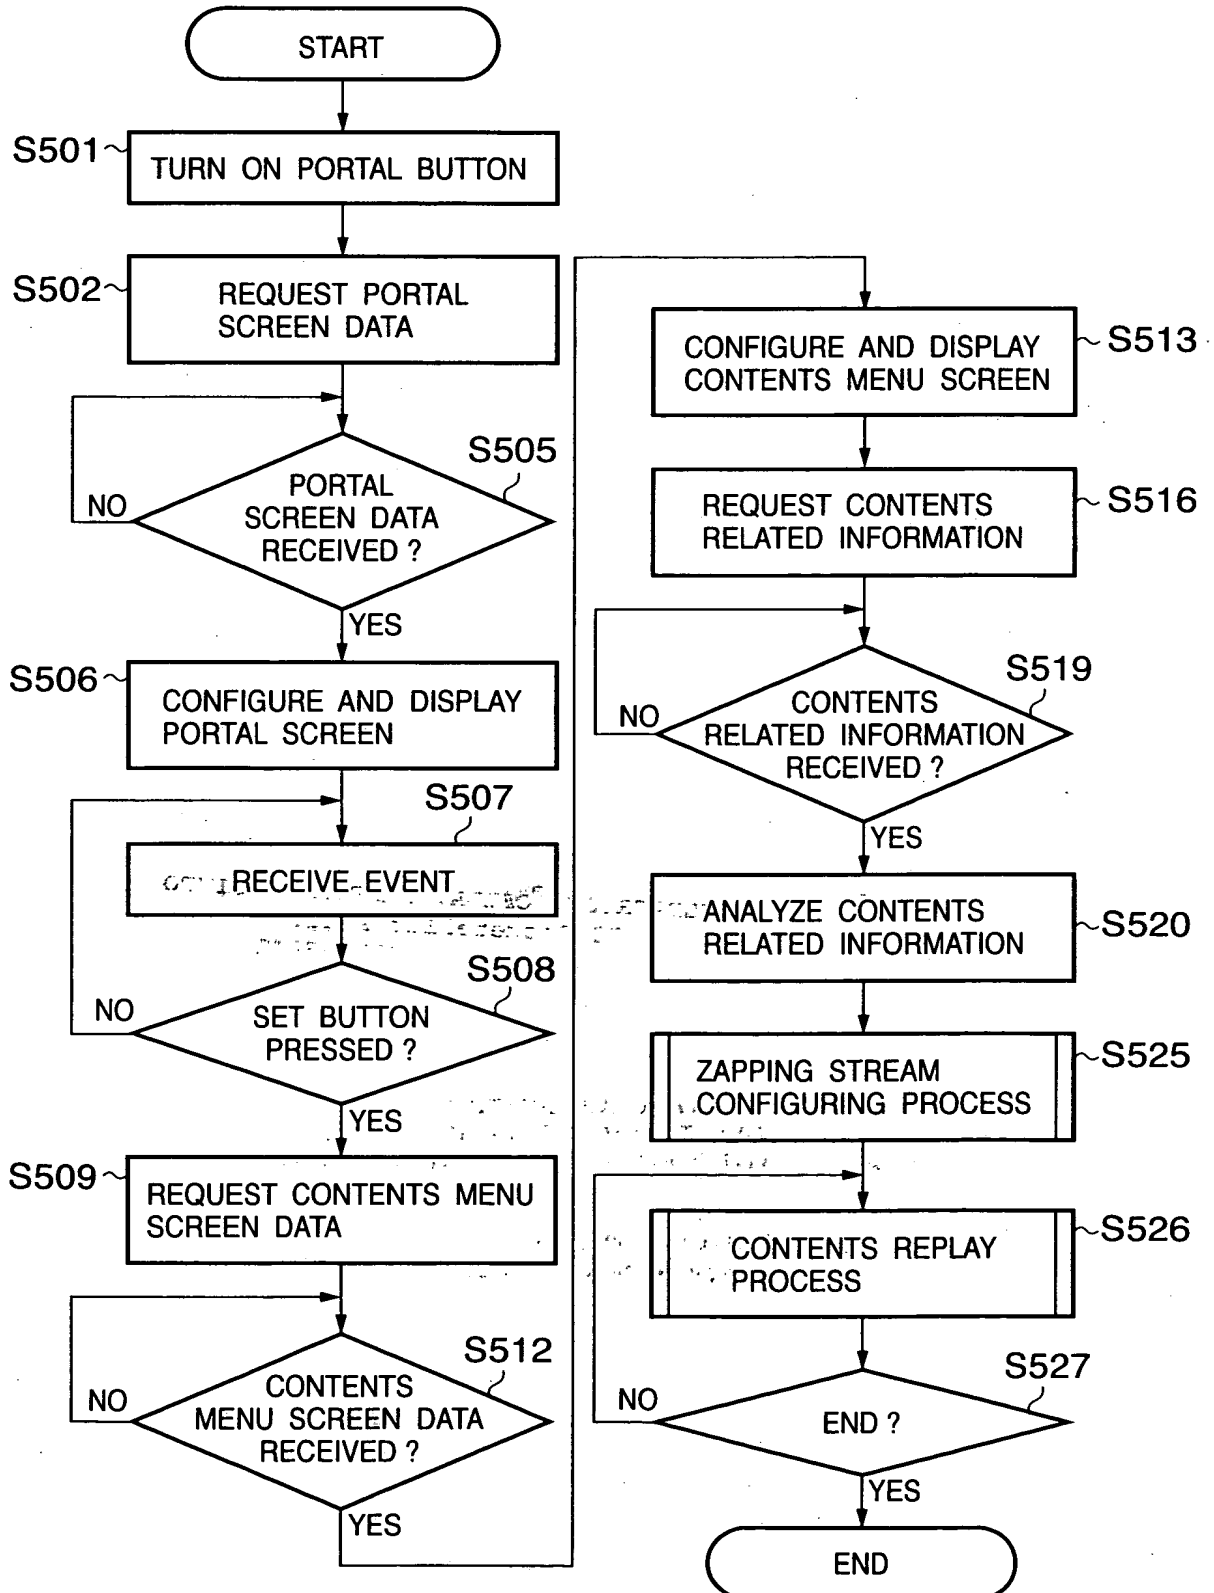 START
S501
TURN ON PORTAL BUTTON
S502
REQUEST PORTAL
SCREEN DATA
S505
PORTAL
SCREEN DATA
RECEIVED ?
NO
YES
S506
CONFIGURE AND DISPLAY
PORTAL SCREEN
S507
RECEIVE EVENT
S508
SET BUTTON
PRESSED ?
NO
YES
S509
REQUEST CONTENTS MENU
SCREEN DATA
S512
CONTENTS
MENU SCREEN DATA
RECEIVED ?
NO
YES
S513
CONFIGURE AND DISPLAY
CONTENTS MENU SCREEN
S516
REQUEST CONTENTS
RELATED INFORMATION
S519
CONTENTS
RELATED INFORMATION
RECEIVED ?
NO
YES
S520
ANALYZE CONTENTS
RELATED INFORMATION
S525
ZAPPING STREAM
CONFIGURING PROCESS
S526
CONTENTS REPLAY
PROCESS
S527
END ?
NO
YES
END